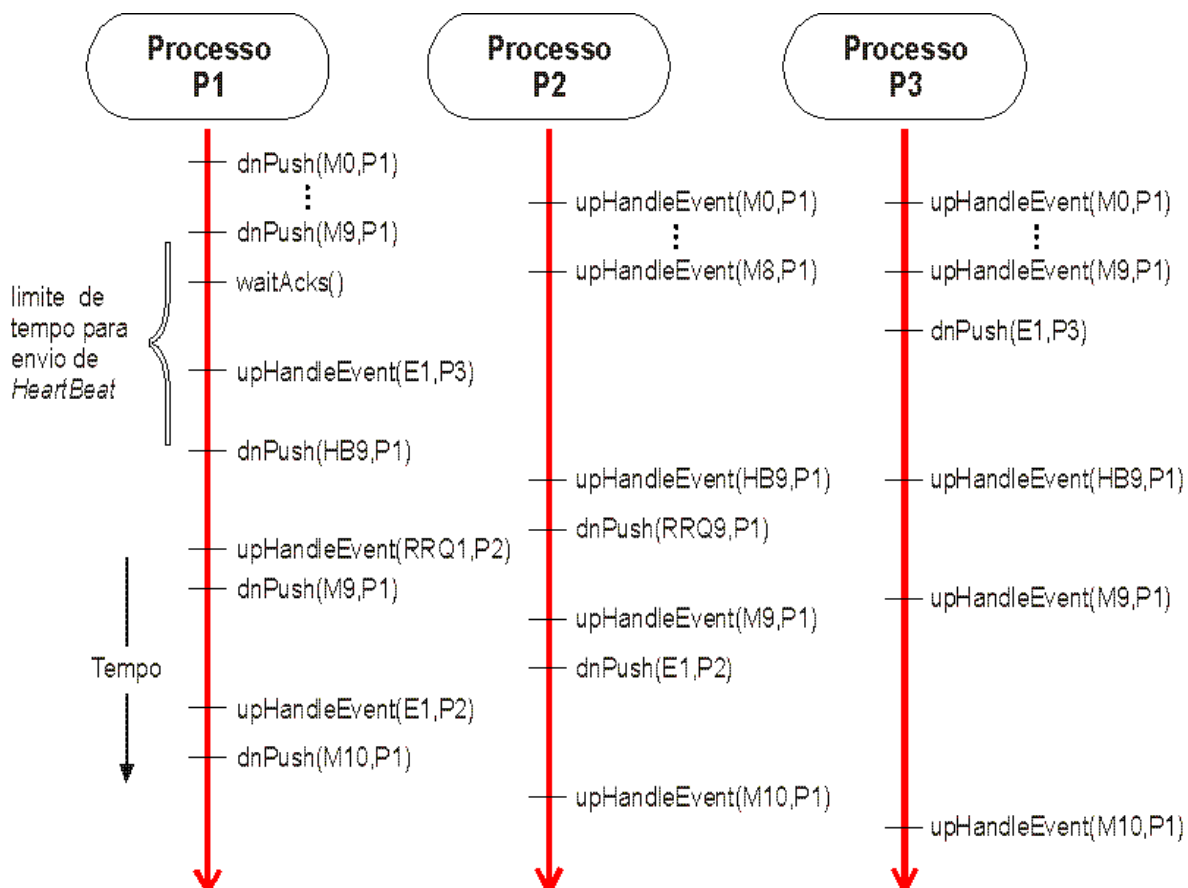 Processo
P1
Processo
P2
Processo
P3
dnPush(M0,P1)
dnPush(M9,P1)
waitAcks()
limite de
tempo para
envio de
HeartBeat
upHandleEvent(E1,P3)
dnPush(HB9,P1)
upHandleEvent(RRQ1,P2)
dnPush(M9,P1)
Tempo
upHandleEvent(E1,P2)
dnPush(M10,P1)
upHandleEvent(M0,P1)
upHandleEvent(M8,P1)
upHandleEvent(HB9,P1)
dnPush(RRQ9,P1)
upHandleEvent(M9,P1)
dnPush(E1,P2)
upHandleEvent(M10,P1)
upHandleEvent(M0,P1)
upHandleEvent(M9,P1)
dnPush(E1,P3)
upHandleEvent(HB9,P1)
upHandleEvent(M9,P1)
upHandleEvent(M10,P1)